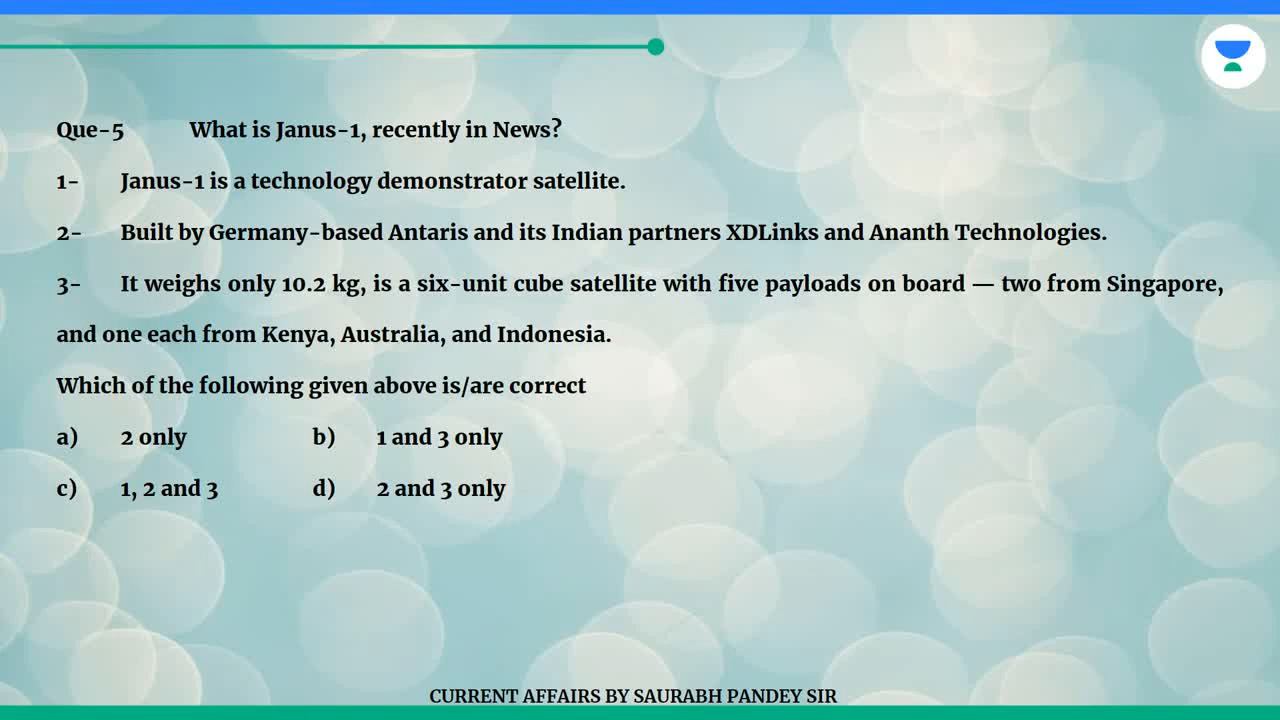 Que-5 What is Janus-1, recently in News?
1- Janus-1 is a technology demonstrator satellite.
2- Built by Germany-based Antaris and its Indian partners XDLinks and Ananth Technologies.
3- It weighs only 10.2 kg, is a six-unit cube satellite with five payloads on board — two from Singapore,
and one each from Kenya, Australia, and Indonesia.
Which of the following given above is/are correct
a) 2 only b) 1 and 3 only
c) 1, 2 and 3 d) 2 and 3 only
CURRENT AFFAIRS BY SAURABH PANDEY SIR